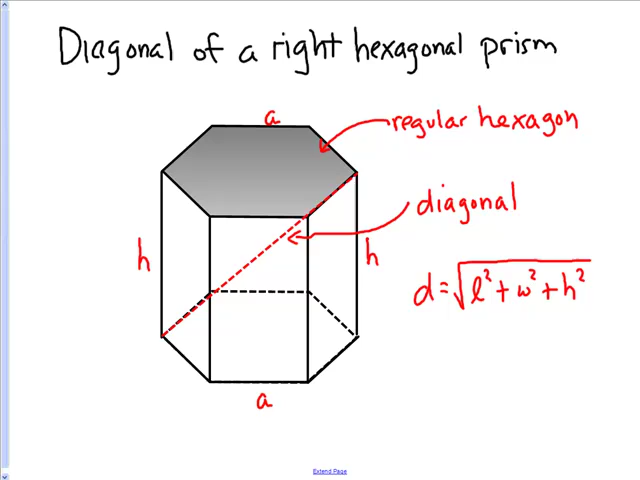 Diagonal of a right hexagonal prism
a
regular hexagon
diagonal
h
h
d=√l²+w²+h²
a
Extend Page